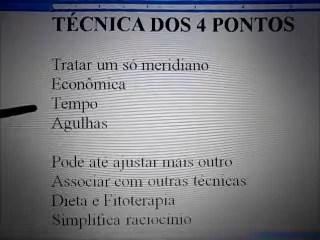 TÉCNICA DOS 4 PONTOS
Tratar um só meridiano
Econômica
Tempo
Agulhas
Pode até ajustar mais outro
Associar com outras técnicas
Dieta e Fitoterapia
Simplifica raciocínio